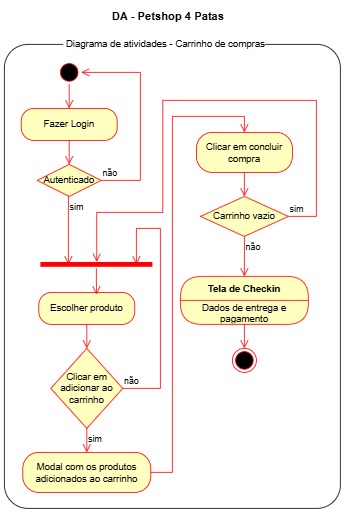 DA - Petshop 4 Patas
Diagrama de atividades - Carrinho de compras
Fazer Login
Autenticado
não
sim
Escolher produto
Clicar em
adicionar ao
carrinho
não
sim
Modal com os produtos
adicionados ao carrinho
Clicar em concluir
compra
Carrinho vazio
sim
não
Tela de Checkin
Dados de entrega e
pagamento